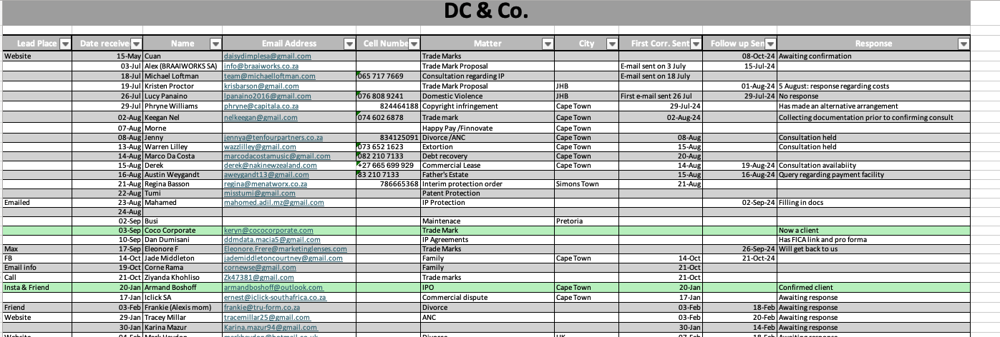 DC & Co.
Lead Place Date receive Name Email Address Cell Numbe Matter City First Corr. Sent Follow up Sen Response
Website 15-May Cuan daisydimplesa@gmail.com Trade Marks 08-Oct-24 Awaiting confirmation
03-Jul Alex (BRAAIWORKS SA) info@braaiworks.co.za Trade Mark Proposal E-mail sent on 3 July 15-Jul-24
18-Jul Michael Loftman team@michaelloftman.com 065 717 7669 Consultation regarding IP E-mail sent on 18 July
19-Jul Kristen Proctor krisbarson@gmail.com Trade Mark Proposal JHB 01-Aug-24 5 August: response regarding costs
26-Jul Lucy Panaino lpanaino2016@gmail.com 076 808 9241 Domestic Violence JHB First e-mail sent 26 Jul 29-Jul-24 No response
29-Jul Phryne Williams phryne@capitala.co.za 824464188 Copyright infringement Cape Town 29-Jul-24 Has made an alternative arrangement
02-Aug Keegan Nel nelkeegan@gmail.com 074 602 6878 Trade mark Cape Town 02-Aug-24 Collecting documentation prior to confirming consult
07-Aug Morne Happy Pay /Finnovate Cape Town
08-Aug Jenny jennya@tenfourpartners.co.za 834125091 Divorce /ANC Cape Town 08-Aug Consultation held
13-Aug Warren Lilley wazzlilley@gmail.com 073 652 1623 Extortion Cape Town 15-Aug Consultation held
14-Aug Marco Da Costa marcodacostamusic@gmail.com 082 210 7133 Debt recovery Cape Town 20-Aug
15-Aug Derek derek@nakinewzealand.com +27 665 699 929 Commercial Lease Cape Town 14-Aug 19-Aug-24 Consultation availabiity
16-Aug Austin Weygandt aweygandt13@gmail.com 83 210 7133 Father's Estate 15-Aug 16-Aug-24 Query regarding payment facility
21-Aug Regina Basson regina@menatworx.co.za 786665368 Interim protection order Simons Town 21-Aug
22-Aug Tumi misstumi@gmail.com Patent Protection
Emailed 23-Aug Mahamed mahomed.adil.mz@gmail.com IP Protection 02-Sep-24 Filling in docs
24-Aug
02-Sep Busi Maintenace Pretoria
03-Sep Coco Corporate keryn@cococorporate.com Trade Mark Now a client
10-Sep Dan Dumisani ddmdata.macia5@gmail.com IP Agreements Has FICA link and pro forma
Max 17-Sep Eleonore F Eleonore.Frere@marketinglenses.com Trade Marks 26-Sep-24 Will get back to us
FB 14-Oct Jade Middleton jademiddletoncourtney@gmail.com Family Cape Town 14-Oct 21-Oct-24
Email info 19-Oct Corne Rama cornewse@gmail.com Family 21-Oct
Call 21-Oct Ziyanda Khohliso Zk47381@gmail.com Trade marks 21-Oct
Insta & Friend 20-Jan Armand Boshoff armandboshoff@outlook.com IPO Cape Town 20-Jan Confirmed client
17-Jan Iclick SA ernest@iclick-southafrica.co.za Commercial dispute Cape Town 17-Jan Awaiting response
Friend 03-Feb Frankie (Alexis mom) frankie@tru-form.co.za Divorce 03-Feb 18-Feb Awaiting response
Website 29-Jan Tracey Millar tracemillar25@gmail.com ANC 03-Feb 20-Feb Awaiting response
30-Jan Karina Mazur Karina.mazur94@gmail.com 30-Jan 14-Feb Awaiting response